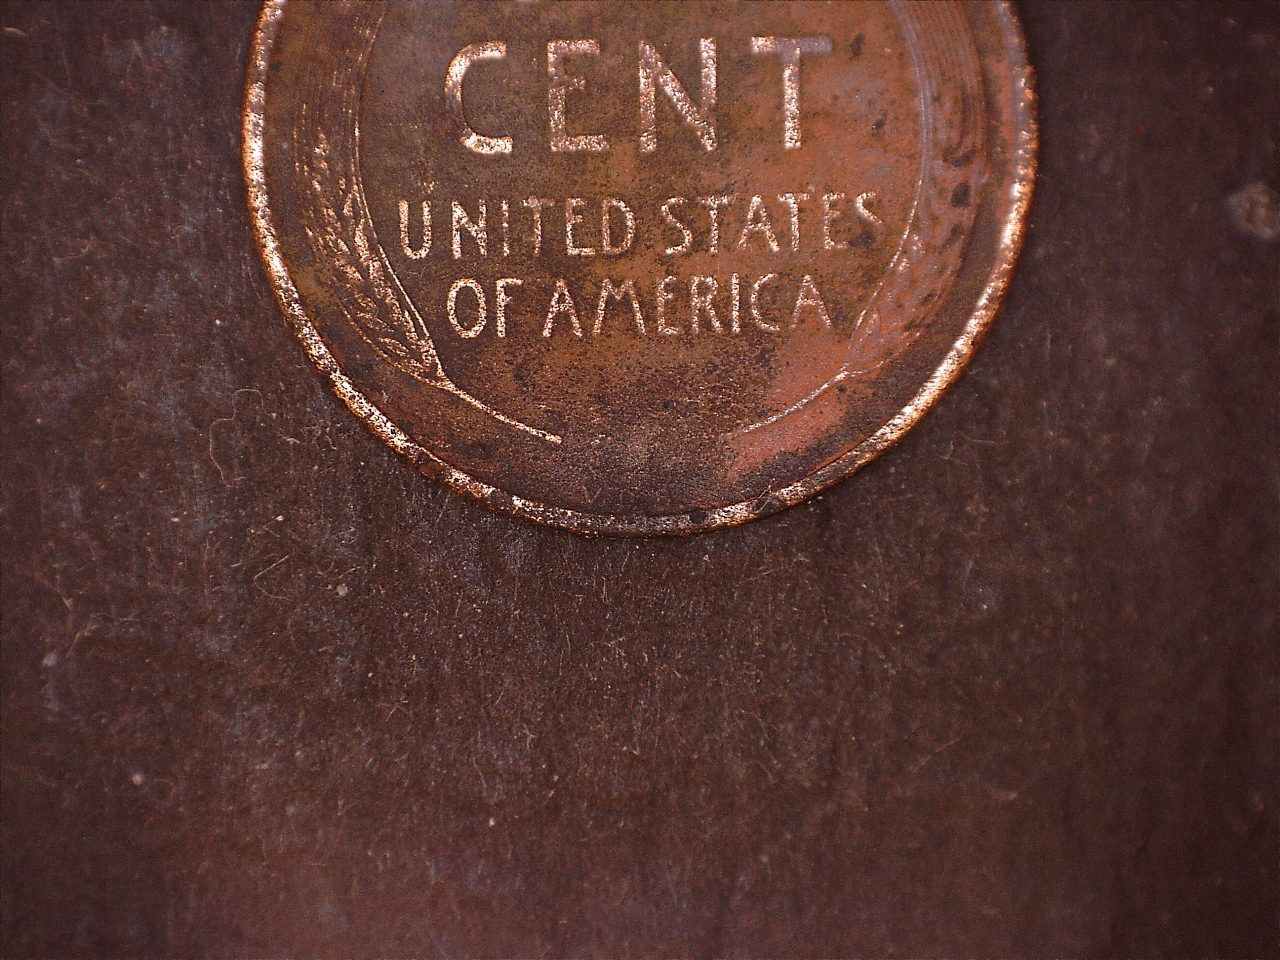 CENT
UNITED STATES
OF AMERICA